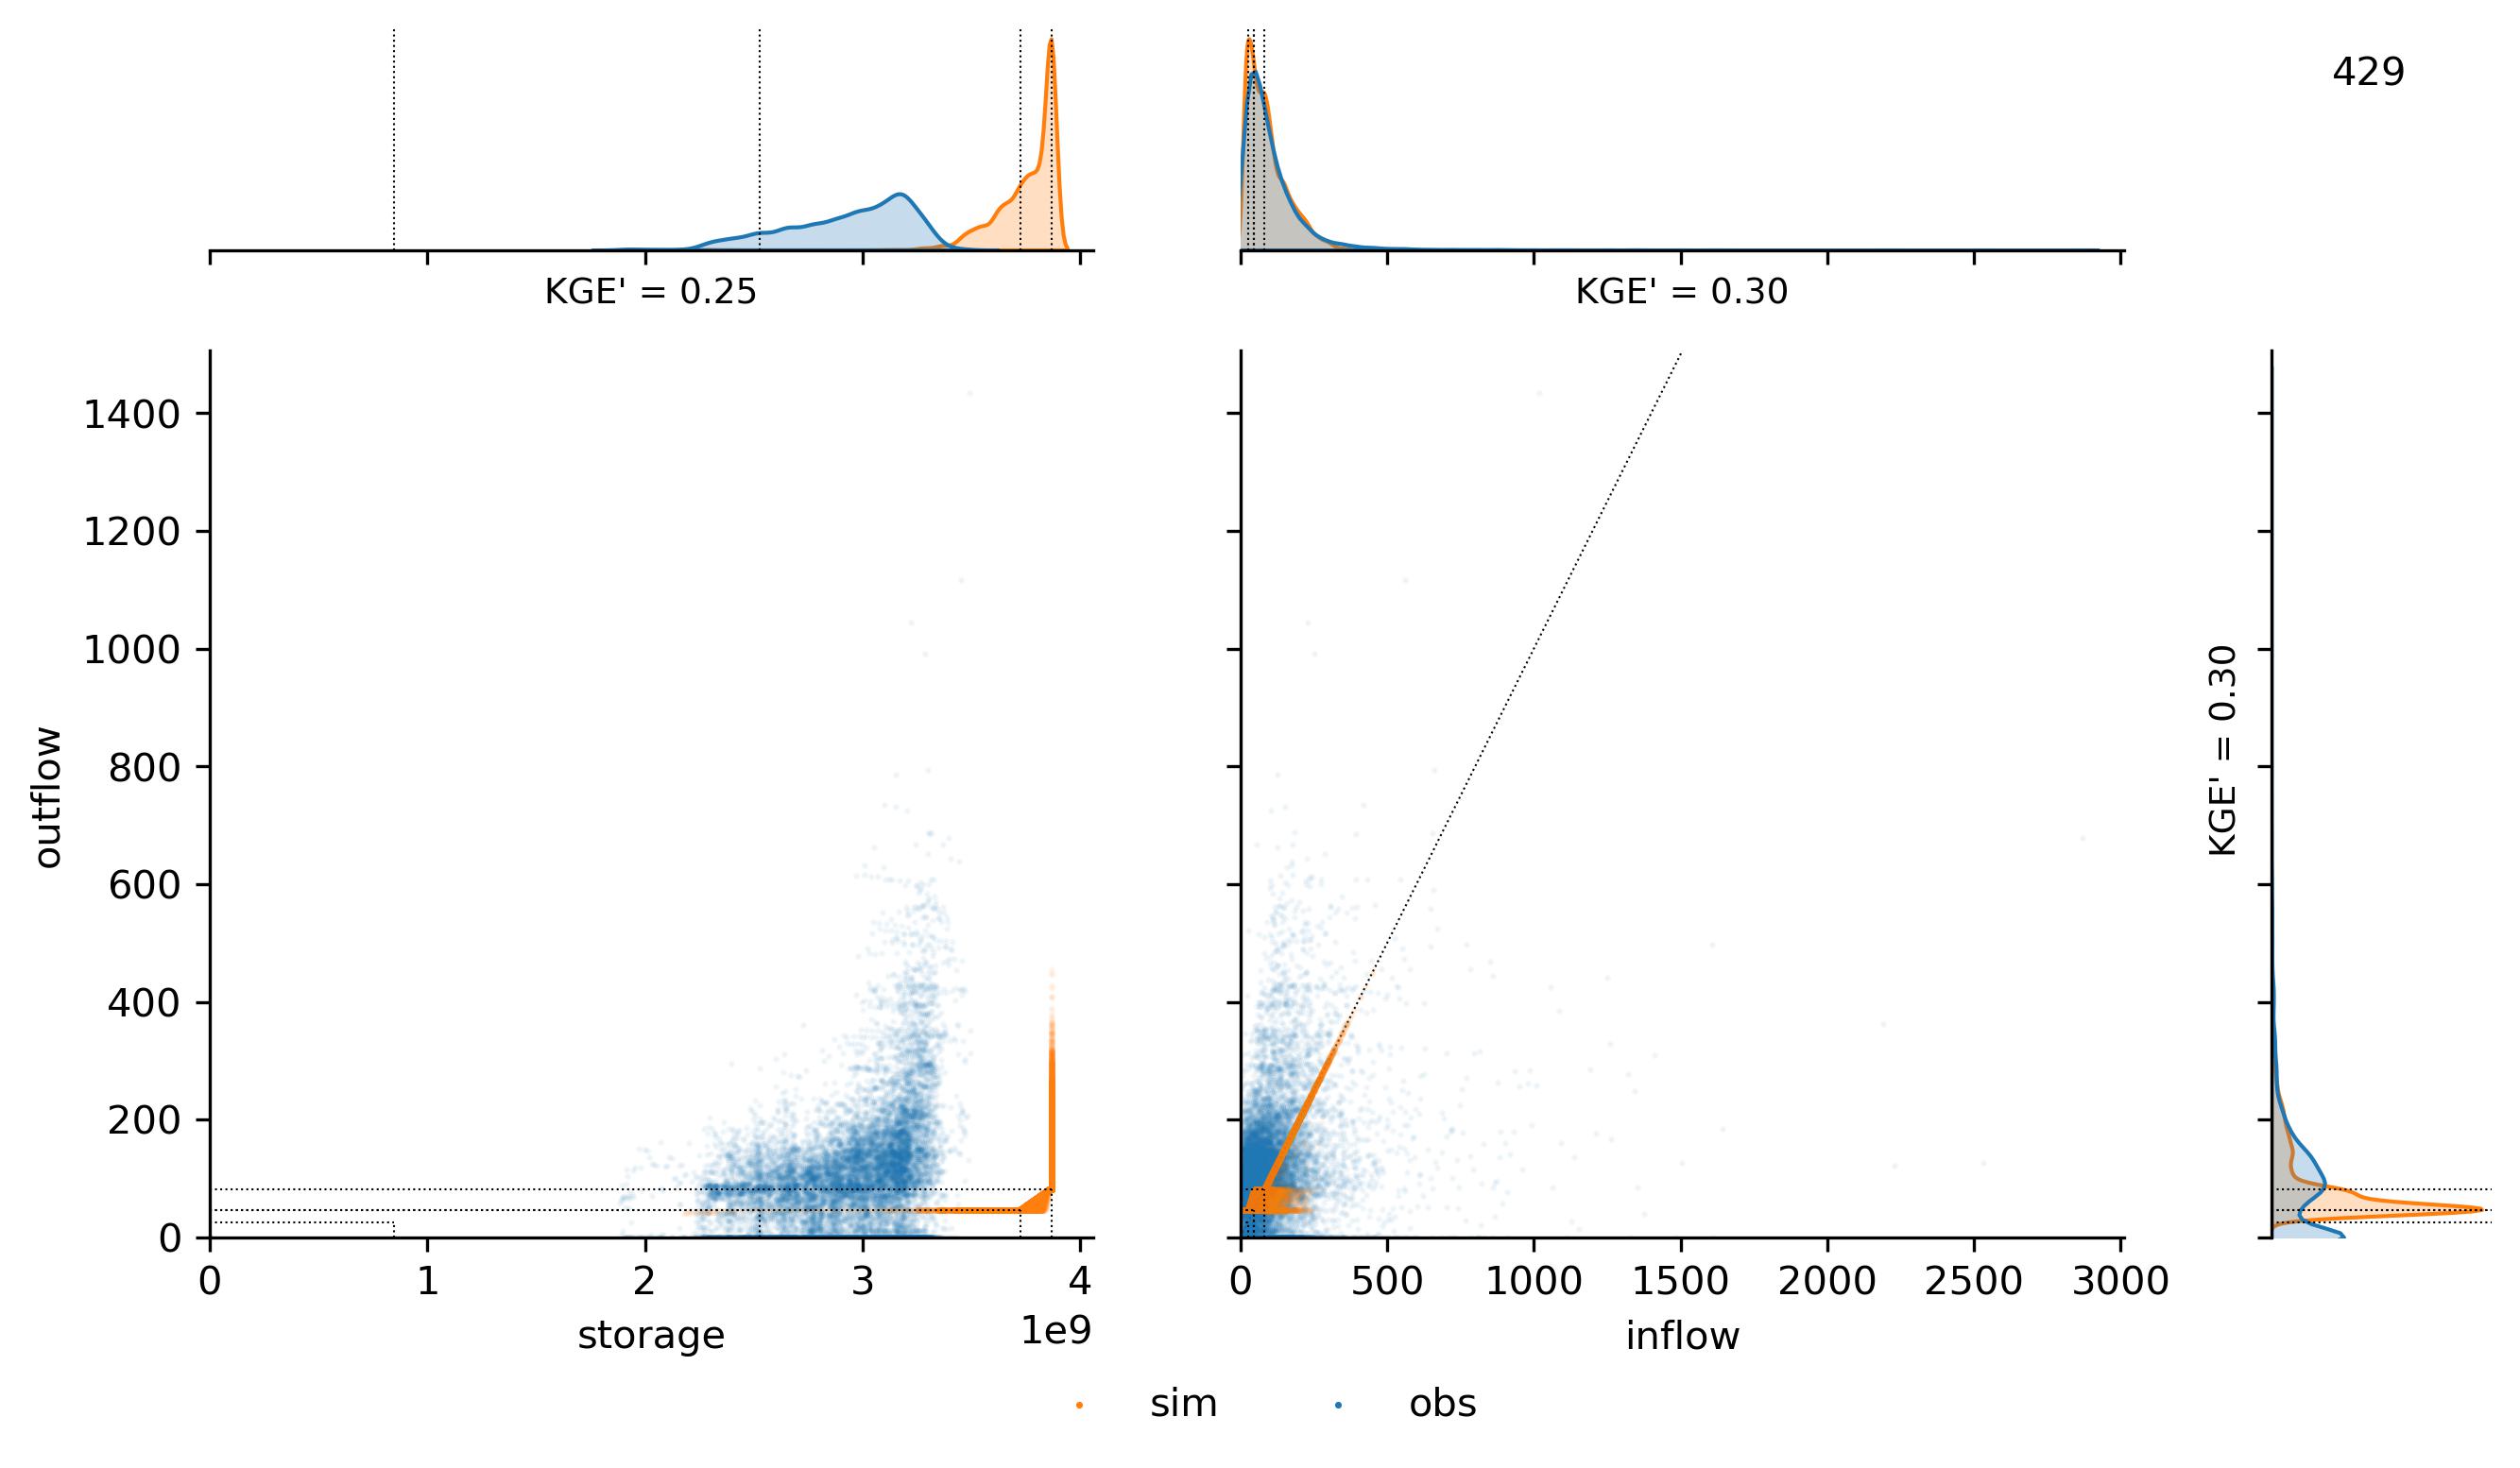 429
KGE' = 0.25
KGE' = 0.30
1400
1200
1000
800
600
400
200
0
outflow
KGE' = 0.30
0 1 2 3 4
storage
1e9
0 500 1000 1500 2000 2500 3000
inflow
sim obs